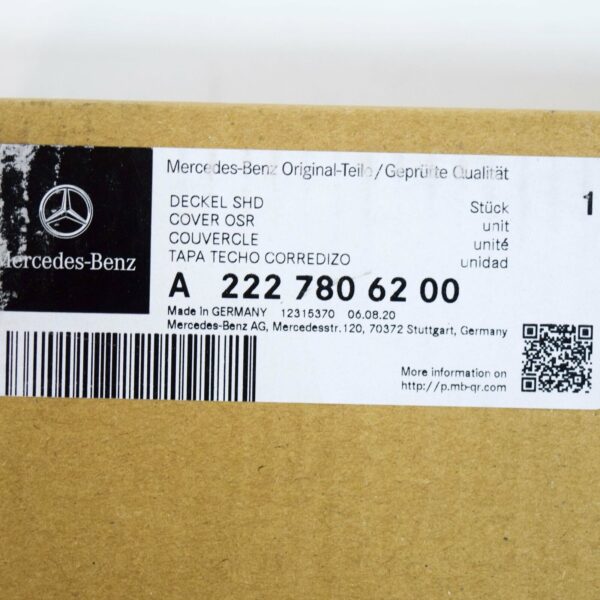 Mercedes-Benz Original-Teile/Geprüfte Qualität
DECKEL SHD Stück 1
COVER OSR unit
COUVERCLE unité
TAPA TECHO CORREDIZO unidad
Mercedes-Benz
A 222 780 62 00
Made in GERMANY 12315370 06.08.20
Mercedes-Benz AG, Mercedesstr.120, 70372 Stuttgart, Germany
More information on
http://p.mb-qr.com